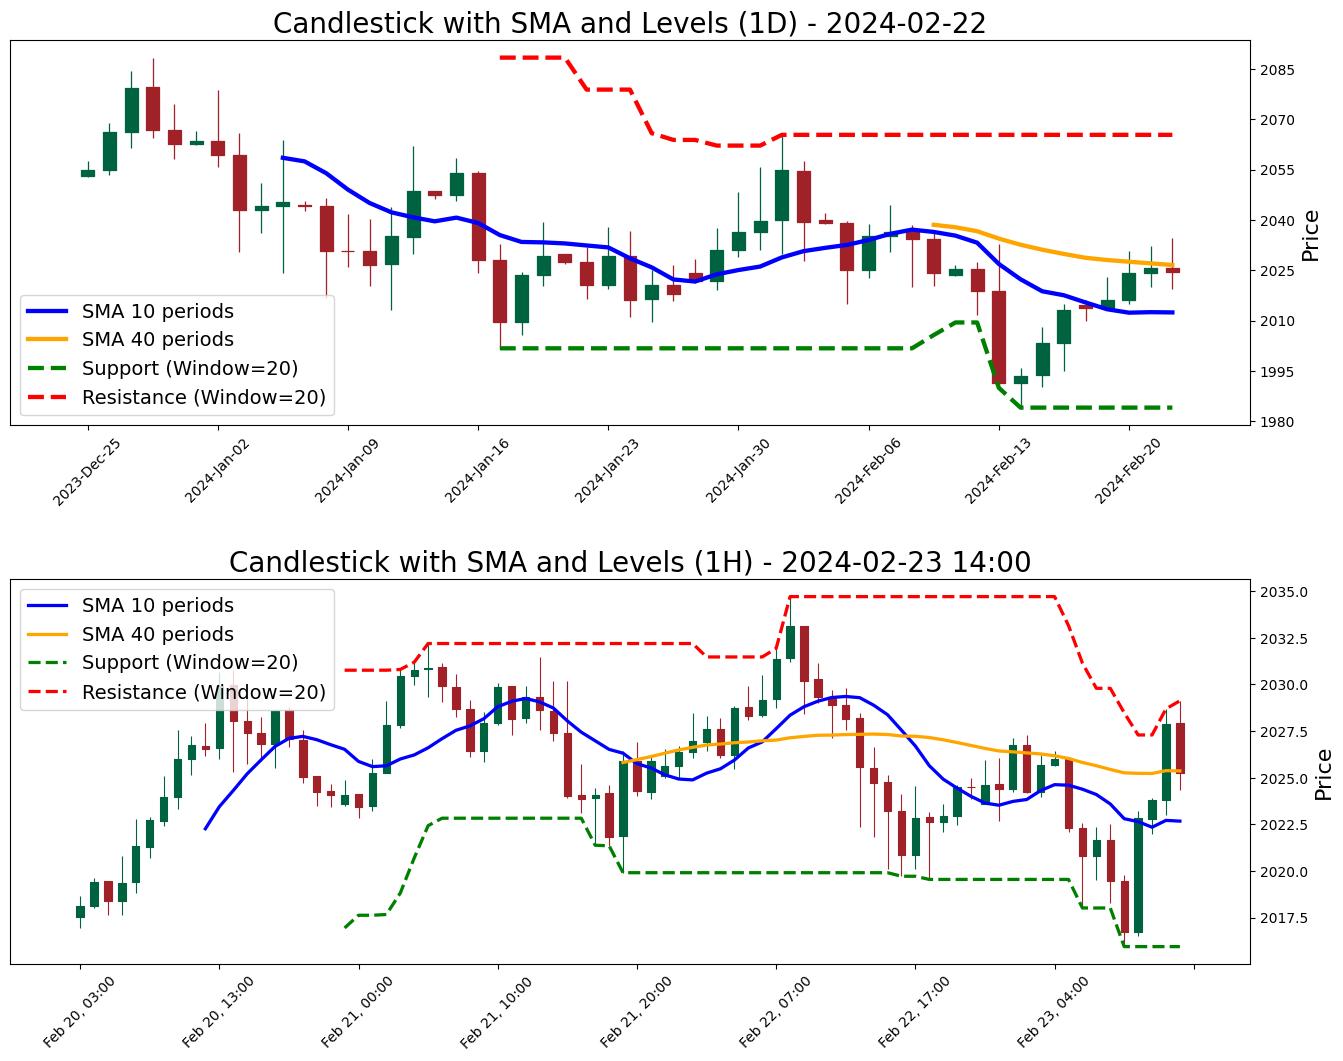 Candlestick with SMA and Levels (1D) - 2024-02-22
2085
2070
2055
2040
2025
2010
1995
1980
Price
SMA 10 periods
SMA 40 periods
Support (Window=20)
Resistance (Window=20)
2023-Dec-25
2024-Jan-02
2024-Jan-09
2024-Jan-16
2024-Jan-23
2024-Jan-30
2024-Feb-06
2024-Feb-13
2024-Feb-20
Candlestick with SMA and Levels (1H) - 2024-02-23 14:00
SMA 10 periods
SMA 40 periods
Support (Window=20)
Resistance (Window=20)
2035.0
2032.5
2030.0
2027.5
2025.0
2022.5
2020.0
2017.5
Price
Feb 20, 03:00
Feb 20, 13:00
Feb 21, 00:00
Feb 21, 10:00
Feb 21, 20:00
Feb 22, 07:00
Feb 22, 17:00
Feb 23, 04:00